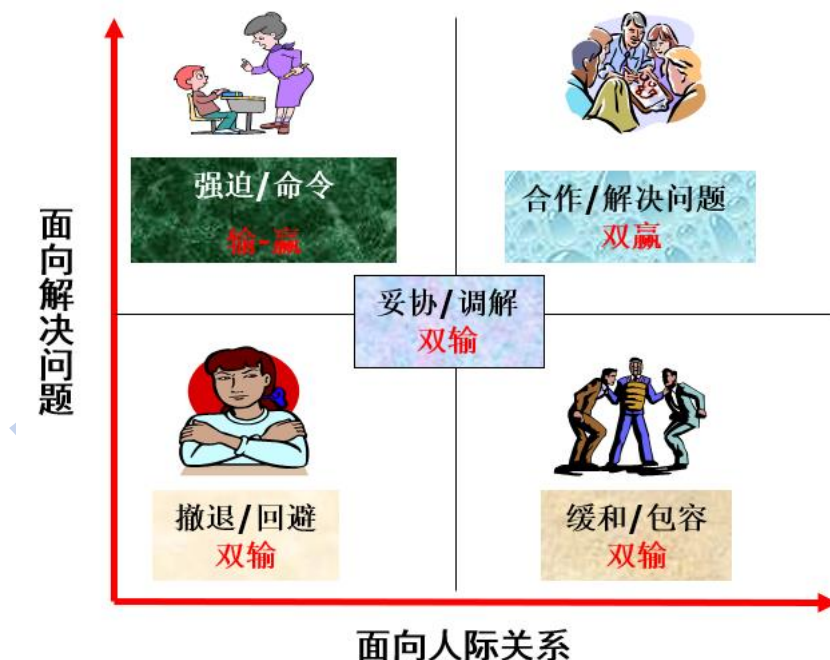 强迫/命令
输-赢
合作/解决问题
双赢
面向解决问题
妥协/调解
双输
撤退/回避
双输
缓和/包容
双输
面向人际关系